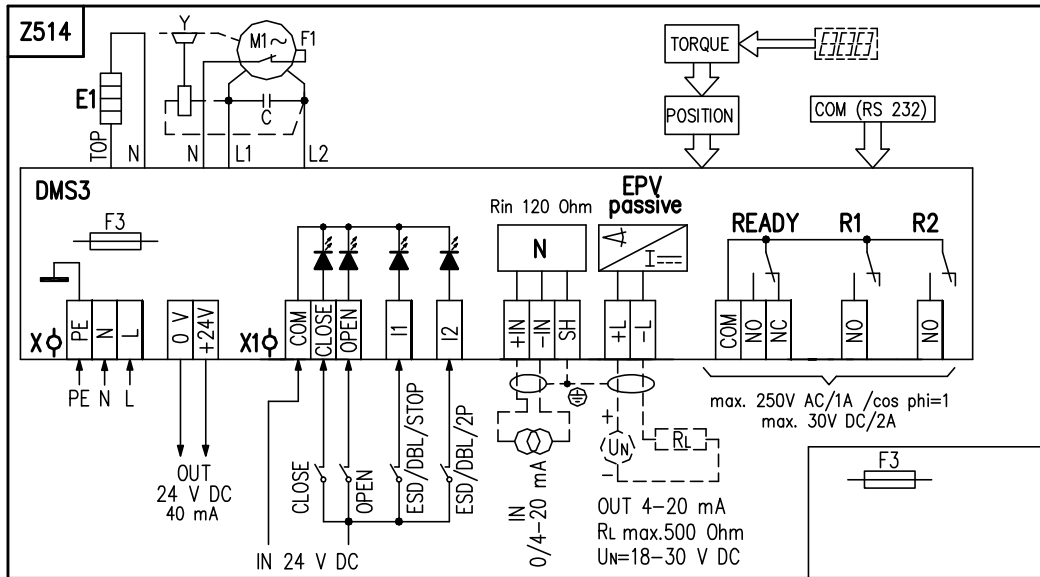 Z514
Y
M1~
F1
TORQUE
E1
C
POSITION
COM (RS 232)
TOP
N
N
L1
L2
DMS3
F3
Rin 120 Ohm
EPV
passive
READY
R1
R2
N
I
X
PE
N
L
0 V
+24V
X1
COM
CLOSE
OPEN
I1
I2
+IN
-IN
SH
+L
-L
COM
NO
NC
NO
NO
PE N L
OUT
24 V DC
40 mA
CLOSE
OPEN
ESD/DBL/STOP
ESD/DBL/2P
IN 24 V DC
IN
0/4-20 mA
+
UN
-
RL
OUT 4-20 mA
RL max.500 Ohm
UN=18-30 V DC
max. 250V AC/1A /cos phi=1
max. 30V DC/2A
F3